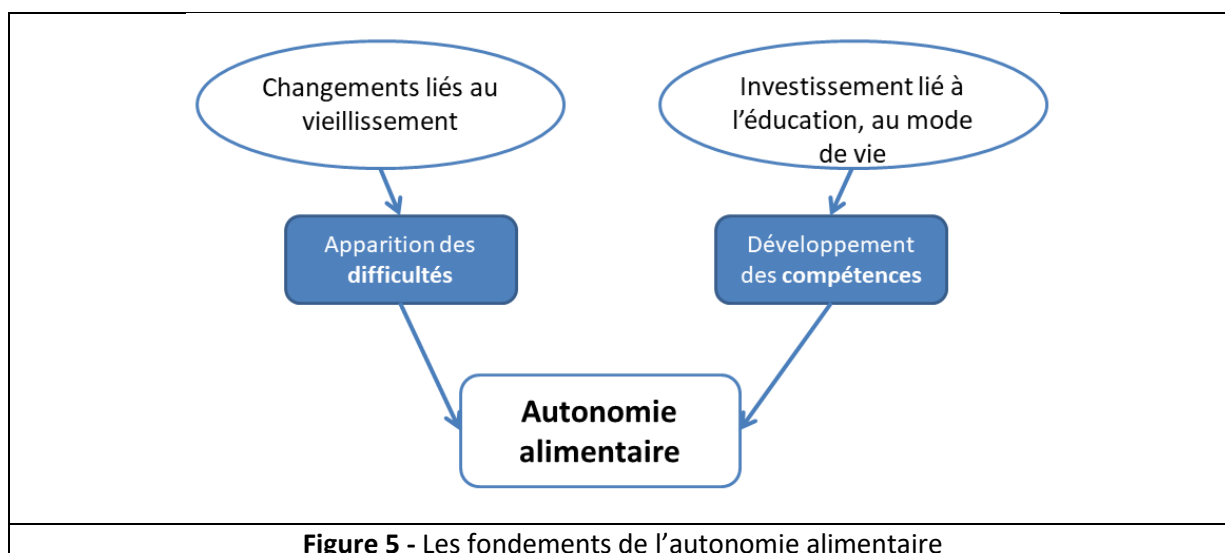 Changements liés au
vieillissement
Investissement lié à
l’éducation, au mode
de vie
Apparition des
difficultés
Développement
des compétences
Autonomie
alimentaire
Figure 5 - Les fondements de l’autonomie alimentaire